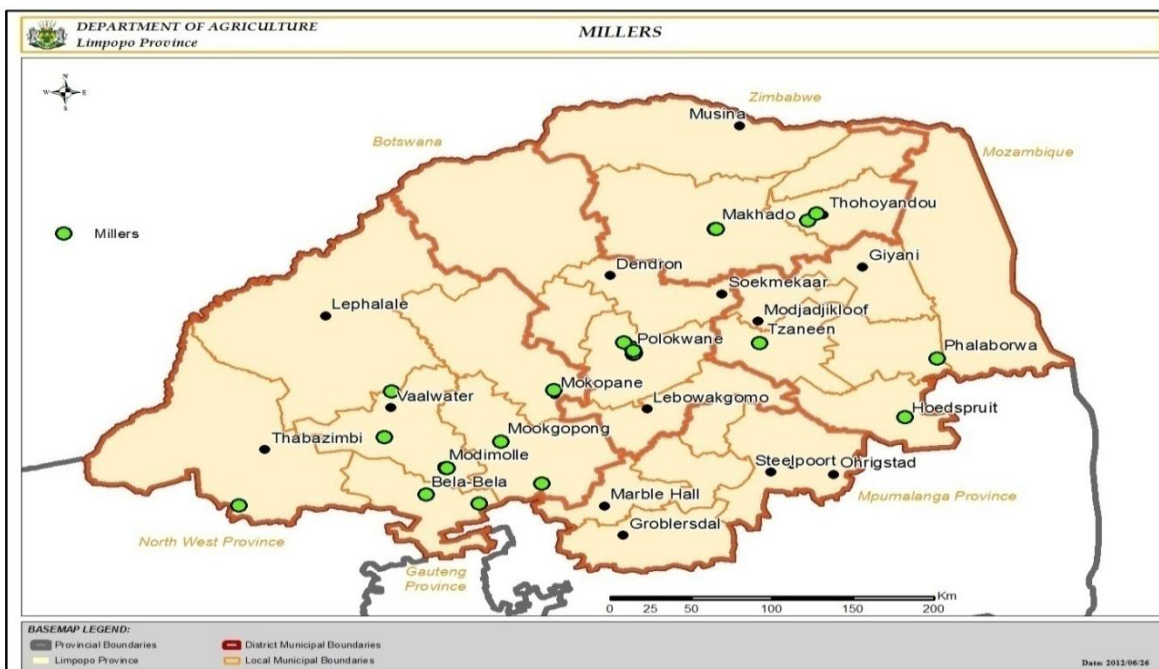 DEPARTMENT OF AGRICULTURE
Limpopo Province
MILLERS
N
W E
S
Zimbabwe
Musina
Botswana
Mozambique
Millers
Makhado
Thohoyandou
Dendron
Giyani
Soekmekaar
Lephalale
Modjadjikloof
Tzaneen
Polokwane
Phalaborwa
Mokopane
Vaalwater
Lebowakgomo
Hoedspruit
Mookgopong
Thabazimbi
Modimolle
Steelpoort
Ohrigstad
Bela-Bela
Marble Hall
Mpumalanga Province
Groblersdal
North West Province
Gauteng
Province
Km
0 25 50 100 150 200
BASEMAP LEGEND:
Provincial Boundaries
District Municipal Boundaries
Limpopo Province
Local Municipal Boundaries
Date: 2012/06/26